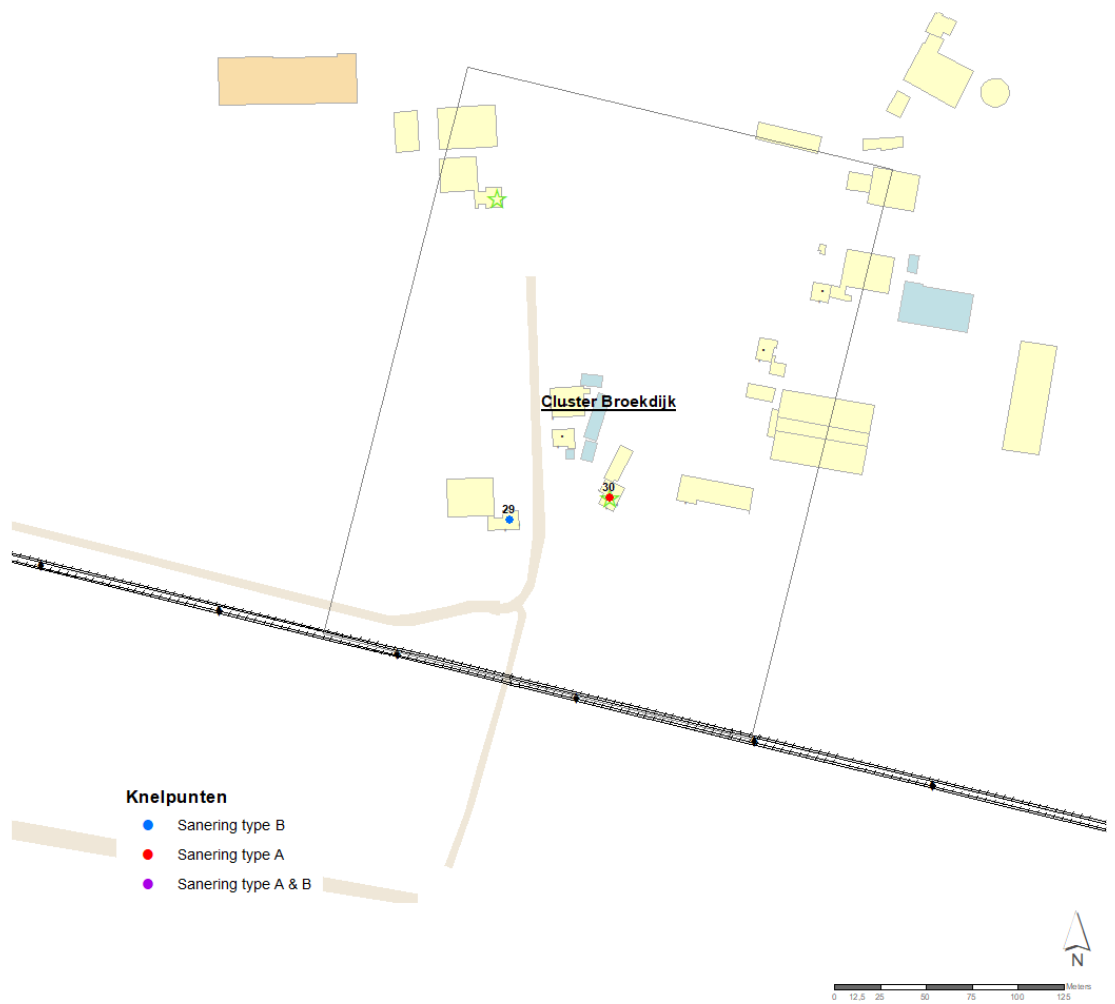 Cluster Broekdijk
30
29
Knelpunten
Sanering type B
Sanering type A
Sanering type A & B
N
Meters
0 12,5 25 50 75 100 125